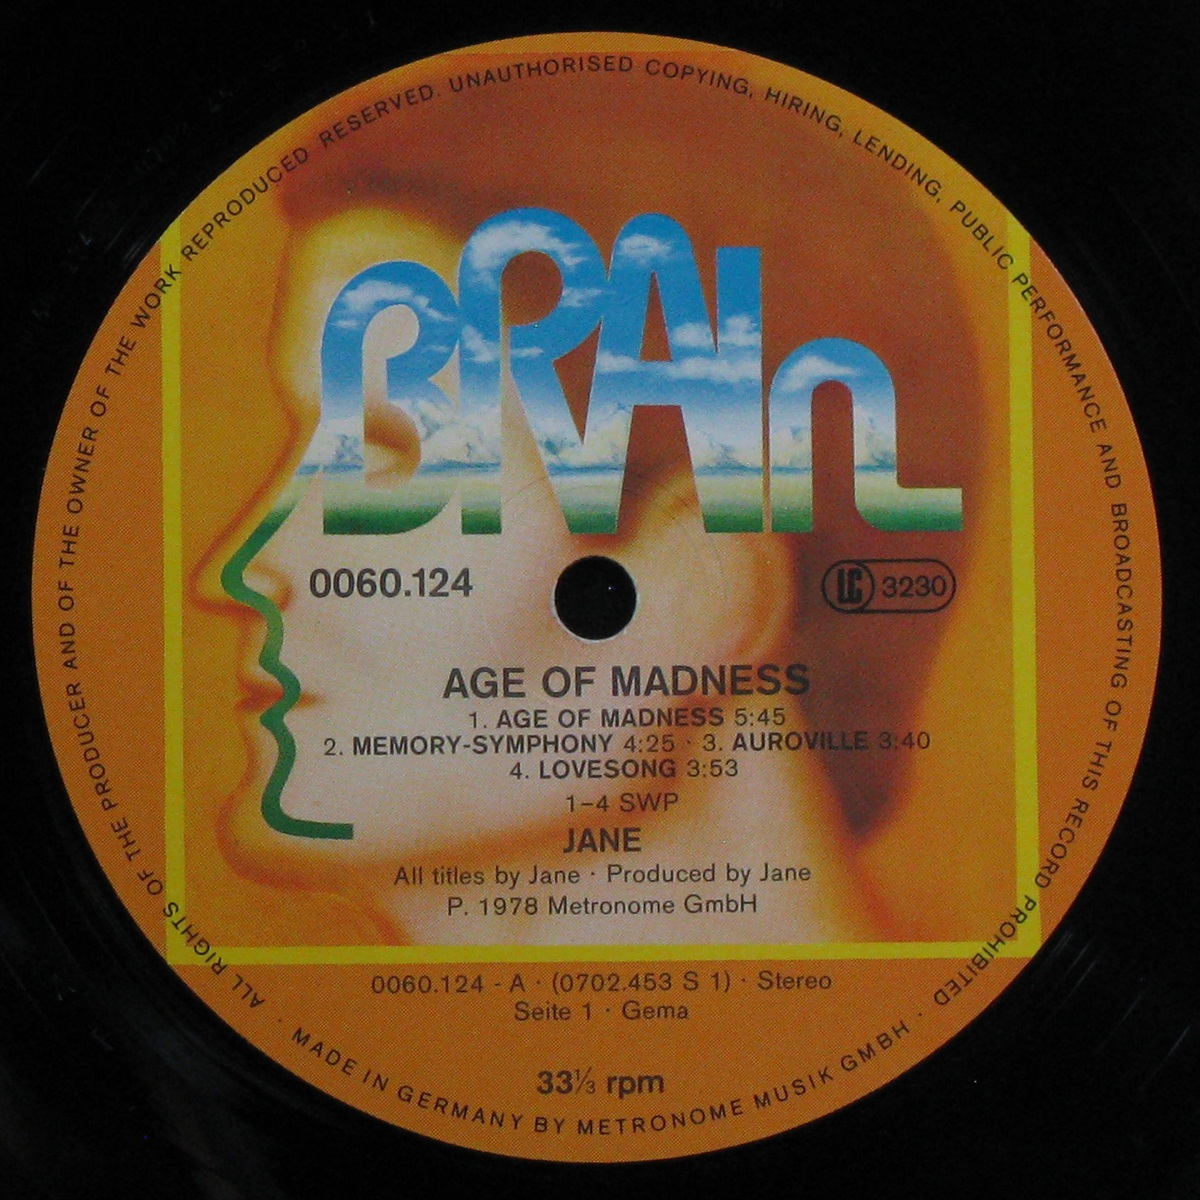 ALL RIGHTS OF THE PRODUCER AND OF THE OWNER OF THE WORK REPRODUCED RESERVED. UNAUTHORISED COPYING, HIRING, LENDING, PUBLIC PERFORMANCE AND BROADCASTING OF THIS RECORD PROHIBITED
BRAIn
0060.124
LC 3230
AGE OF MADNESS
1. AGE OF MADNESS 5:45
2. MEMORY-SYMPHONY 4:25 · 3. AUROVILLE 3:40
4. LOVESONG 3:53
1–4 SWP
JANE
All titles by Jane · Produced by Jane
P. 1978 Metronome GmbH
0060.124 - A · (0702.453 S 1) · Stereo
Seite 1 · Gema
33⅓ rpm
· MADE IN GERMANY BY METRONOME MUSIK GMBH ·